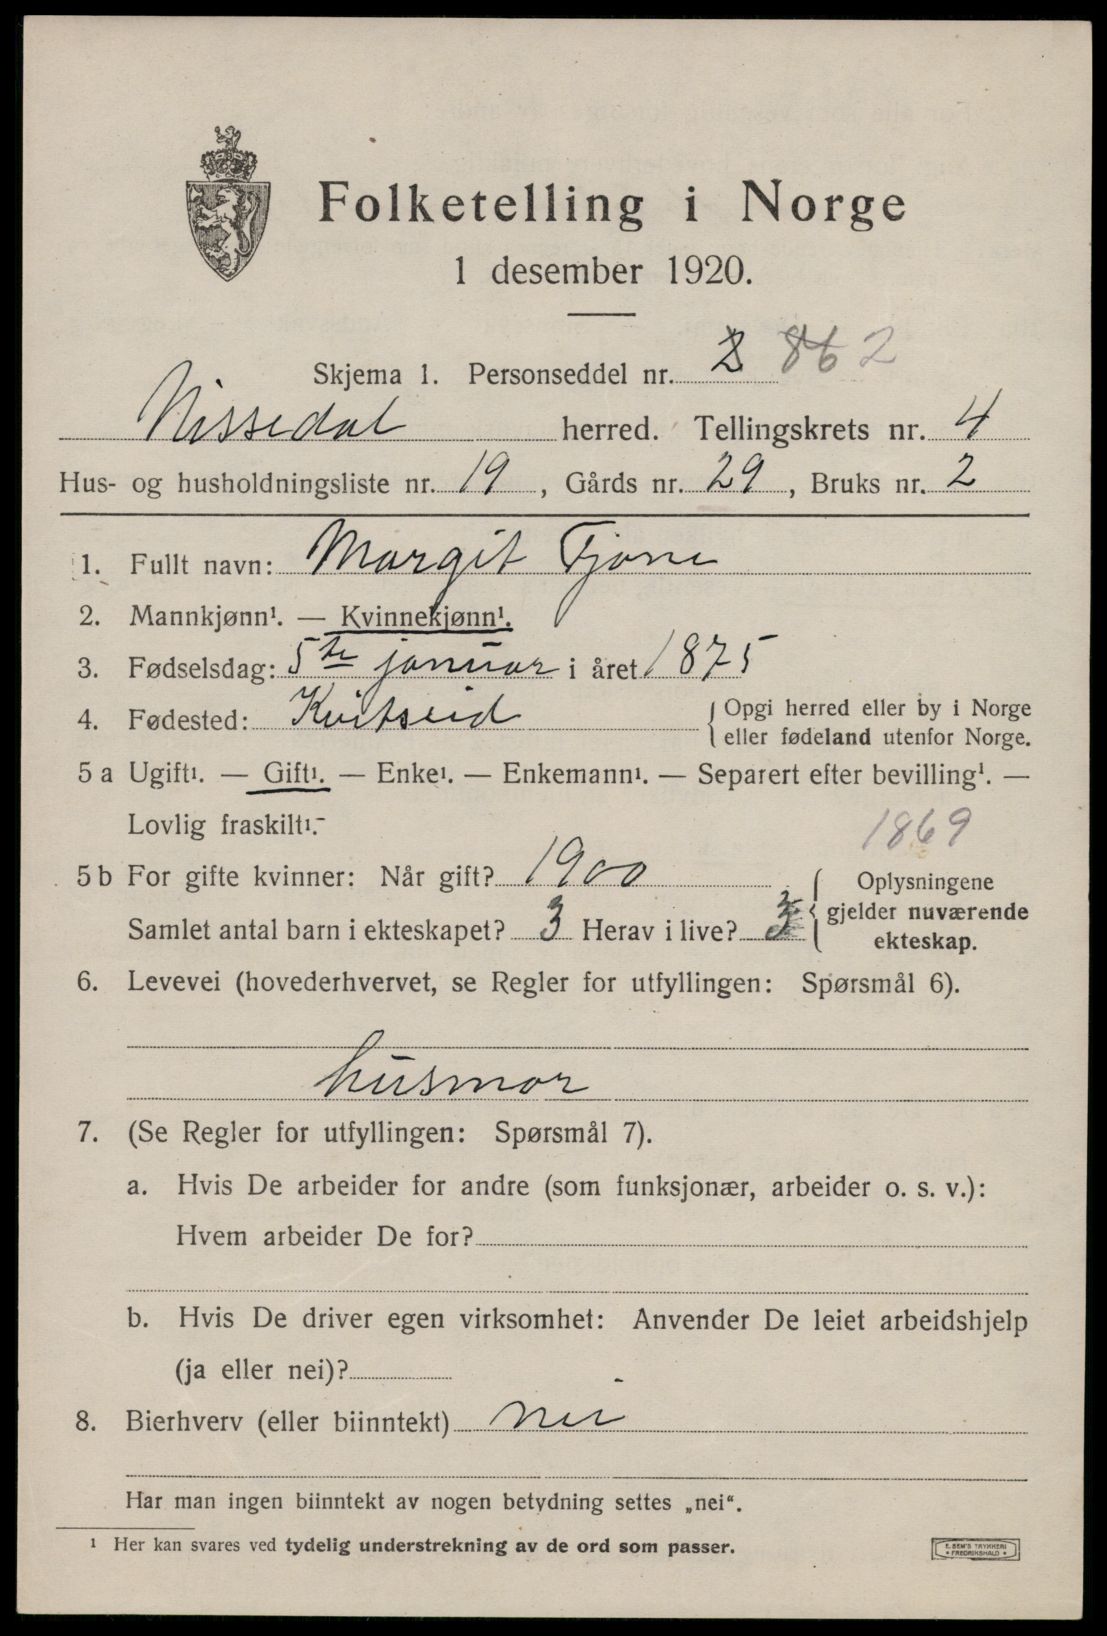 Folketelling i Norge
1 desember 1920.
Skjema 1. Personseddel nr. 2 862
Nissedal herred. Tellingskrets nr. 4
Hus- og husholdningsliste nr. 19, Gårds nr. 29, Bruks nr. 2
1. Fullt navn: Margit Tjone
2. Mannkjønn¹. — Kvinnekjønn¹.
3. Fødselsdag: 5te januar i året 1875
4. Fødested: Kvitseid { Opgi herred eller by i Norge
eller fødeland utenfor Norge.
5 a Ugift¹. — Gift¹. — Enke¹. — Enkemann¹. — Separert efter bevilling¹. —
Lovlig fraskilt¹.-
1869
5 b For gifte kvinner: Når gift? 1900 { Oplysningene
gjelder nuværende
ekteskap.
Samlet antal barn i ekteskapet? 3 Herav i live? 3
6. Levevei (hovederhvervet, se Regler for utfyllingen: Spørsmål 6).
husmor
7. (Se Regler for utfyllingen: Spørsmål 7).
a. Hvis De arbeider for andre (som funksjonær, arbeider o. s. v.):
Hvem arbeider De for?
b. Hvis De driver egen virksomhet: Anvender De leiet arbeidshjelp
(ja eller nei)?
8. Bierhverv (eller biinntekt) nei
Har man ingen biinntekt av nogen betydning settes „nei“.
¹ Her kan svares ved tydelig understrekning av de ord som passer.
E. SEM'S TRYKKERI
• FREDRIKSHALD •